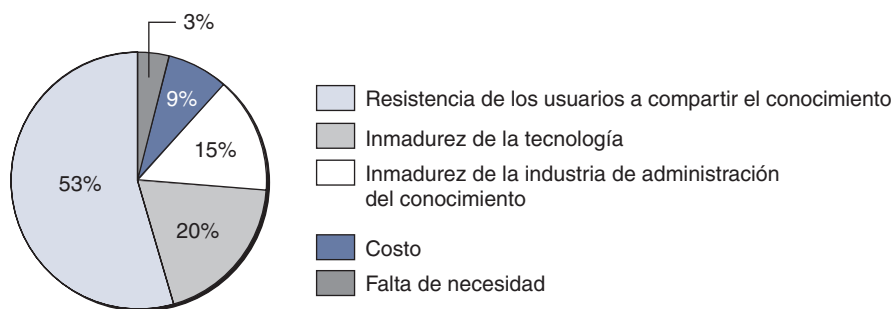 3%
9%
15%
53%
20%
Resistencia de los usuarios a compartir el conocimiento
Inmadurez de la tecnología
Inmadurez de la industria de administración
del conocimiento
Costo
Falta de necesidad